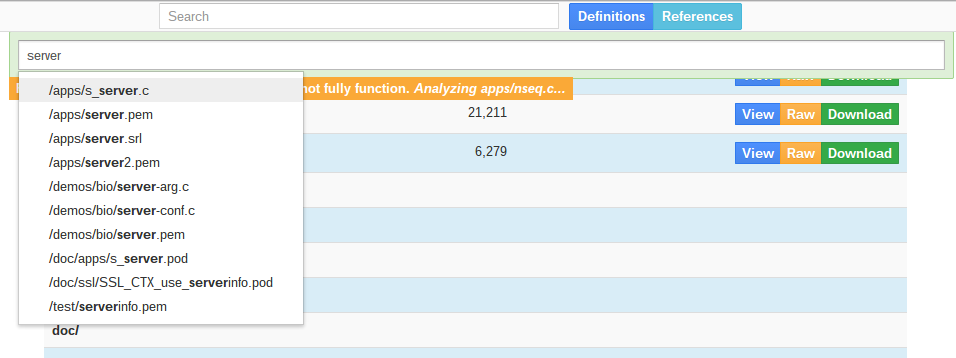 Search Definitions References
server
View Raw Download
not fully function. Analyzing apps/nseq.c...
/apps/s_server.c
/apps/server.pem
21,211 View Raw Download
/apps/server.srl
/apps/server2.pem
6,279 View Raw Download
/demos/bio/server-arg.c
/demos/bio/server-conf.c
/demos/bio/server.pem
/doc/apps/s_server.pod
/doc/ssl/SSL_CTX_use_serverinfo.pod
/test/serverinfo.pem
doc/